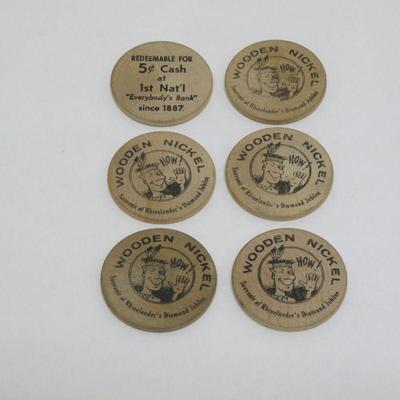 REDEEMABLE FOR
5¢ Cash
at
1st Nat'l
"Everybody's Bank"
since 1887
WOODEN NICKEL
HOW!
Souvenir of Rhinelander's Diamond Jubilee
WOODEN NICKEL
HOW!
Souvenir of Rhinelander's Diamond Jubilee
WOODEN NICKEL
HOW!
Souvenir of Rhinelander's Diamond Jubilee
WOODEN NICKEL
HOW!
Souvenir of Rhinelander's Diamond Jubilee
WOODEN NICKEL
HOW!
Souvenir of Rhinelander's Diamond Jubilee